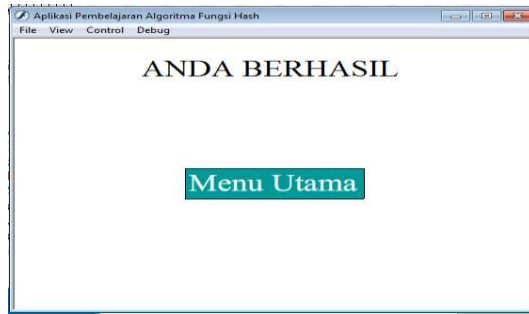 Aplikasi Pembelajaran Algoritma Fungsi Hash
File View Control Debug
ANDA BERHASIL
Menu Utama